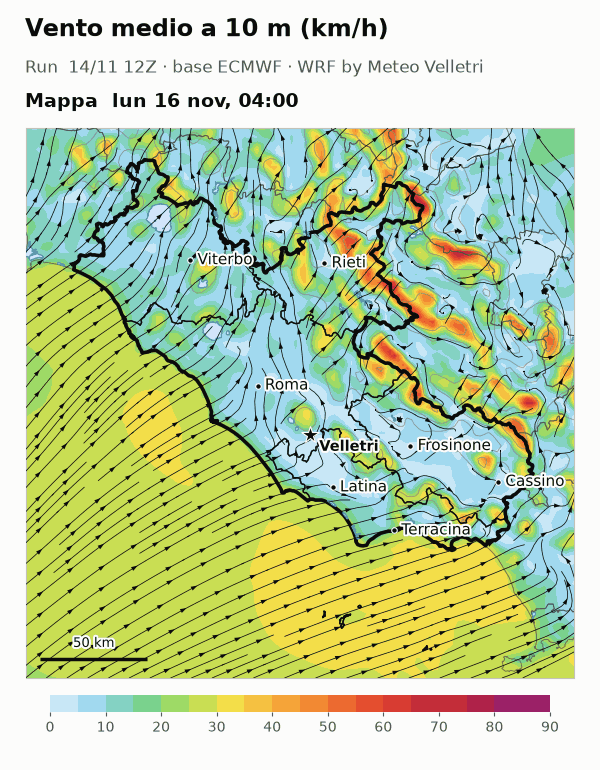 Vento medio a 10 m (km/h)
Run  14/11 12Z · base ECMWF · WRF by Meteo Velletri
Mappa  lun 16 nov, 04:00
Viterbo
Rieti
Roma
Velletri
Frosinone
Latina
Cassino
Terracina
50 km
0 10 20 30 40 50 60 70 80 90